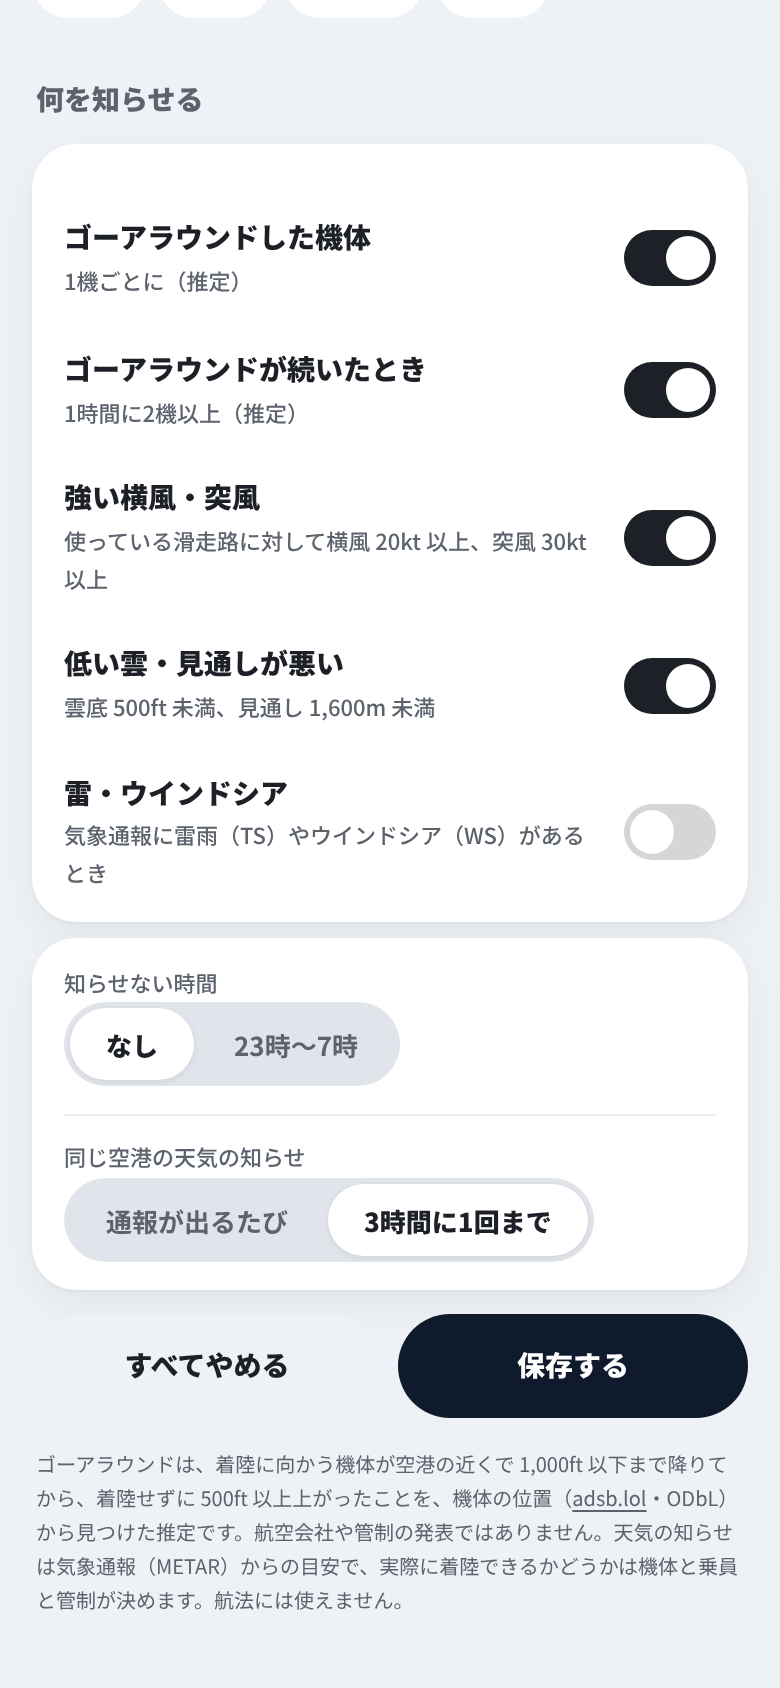 何を知らせる
ゴーアラウンドした機体
1機ごとに（推定）
ゴーアラウンドが続いたとき
1時間に2機以上（推定）
強い横風・突風
使っている滑走路に対して横風 20kt 以上、突風 30kt
以上
低い雲・見通しが悪い
雲底 500ft 未満、見通し 1,600m 未満
雷・ウインドシア
気象通報に雷雨（TS）やウインドシア（WS）がある
とき
知らせない時間
なし 23時〜7時
同じ空港の天気の知らせ
通報が出るたび 3時間に1回まで
すべてやめる 保存する
ゴーアラウンドは、着陸に向かう機体が空港の近くで 1,000ft 以下まで降りて
から、着陸せずに 500ft 以上上がったことを、機体の位置（adsb.lol・ODbL）
から見つけた推定です。航空会社や管制の発表ではありません。天気の知らせ
は気象通報（METAR）からの目安で、実際に着陸できるかどうかは機体と乗員
と管制が決めます。航法には使えません。